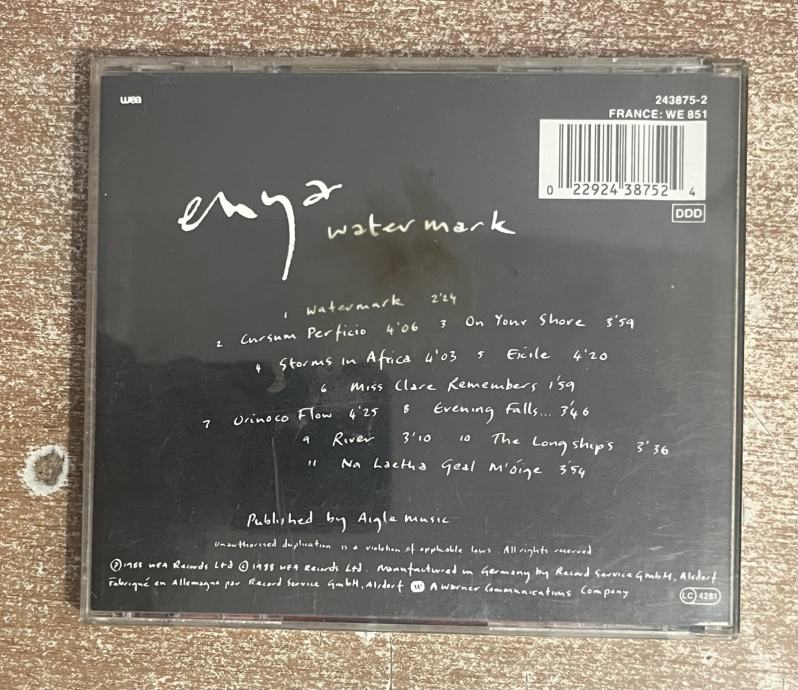 wea
243875-2
FRANCE: WE 851
0 22924 38752 4
DDD
enya
watermark
1 Watermark 2'24
2 Cursum Perficio 4'06 3 On Your Shore 3'59
4 Storms in Africa 4'03 5 Exile 4'20
6 Miss Clare Remembers 1'59
7 Orinoco Flow 4'25 8 Evening Falls... 3'46
9 River 3'10 10 The Longships 3'36
11 Na Laetha Geal M'óige 3'54
Published by Aigle Music
Unauthorised duplication is a violation of applicable laws. All rights reserved
℗ 1988 WEA Records Ltd © 1988 WEA Records Ltd. Manufactured in Germany by Record Service GmbH, Alsdorf
Fabriqué en Allemagne par Record Service GmbH, Alsdorf A Warner Communications Company
LC 4281